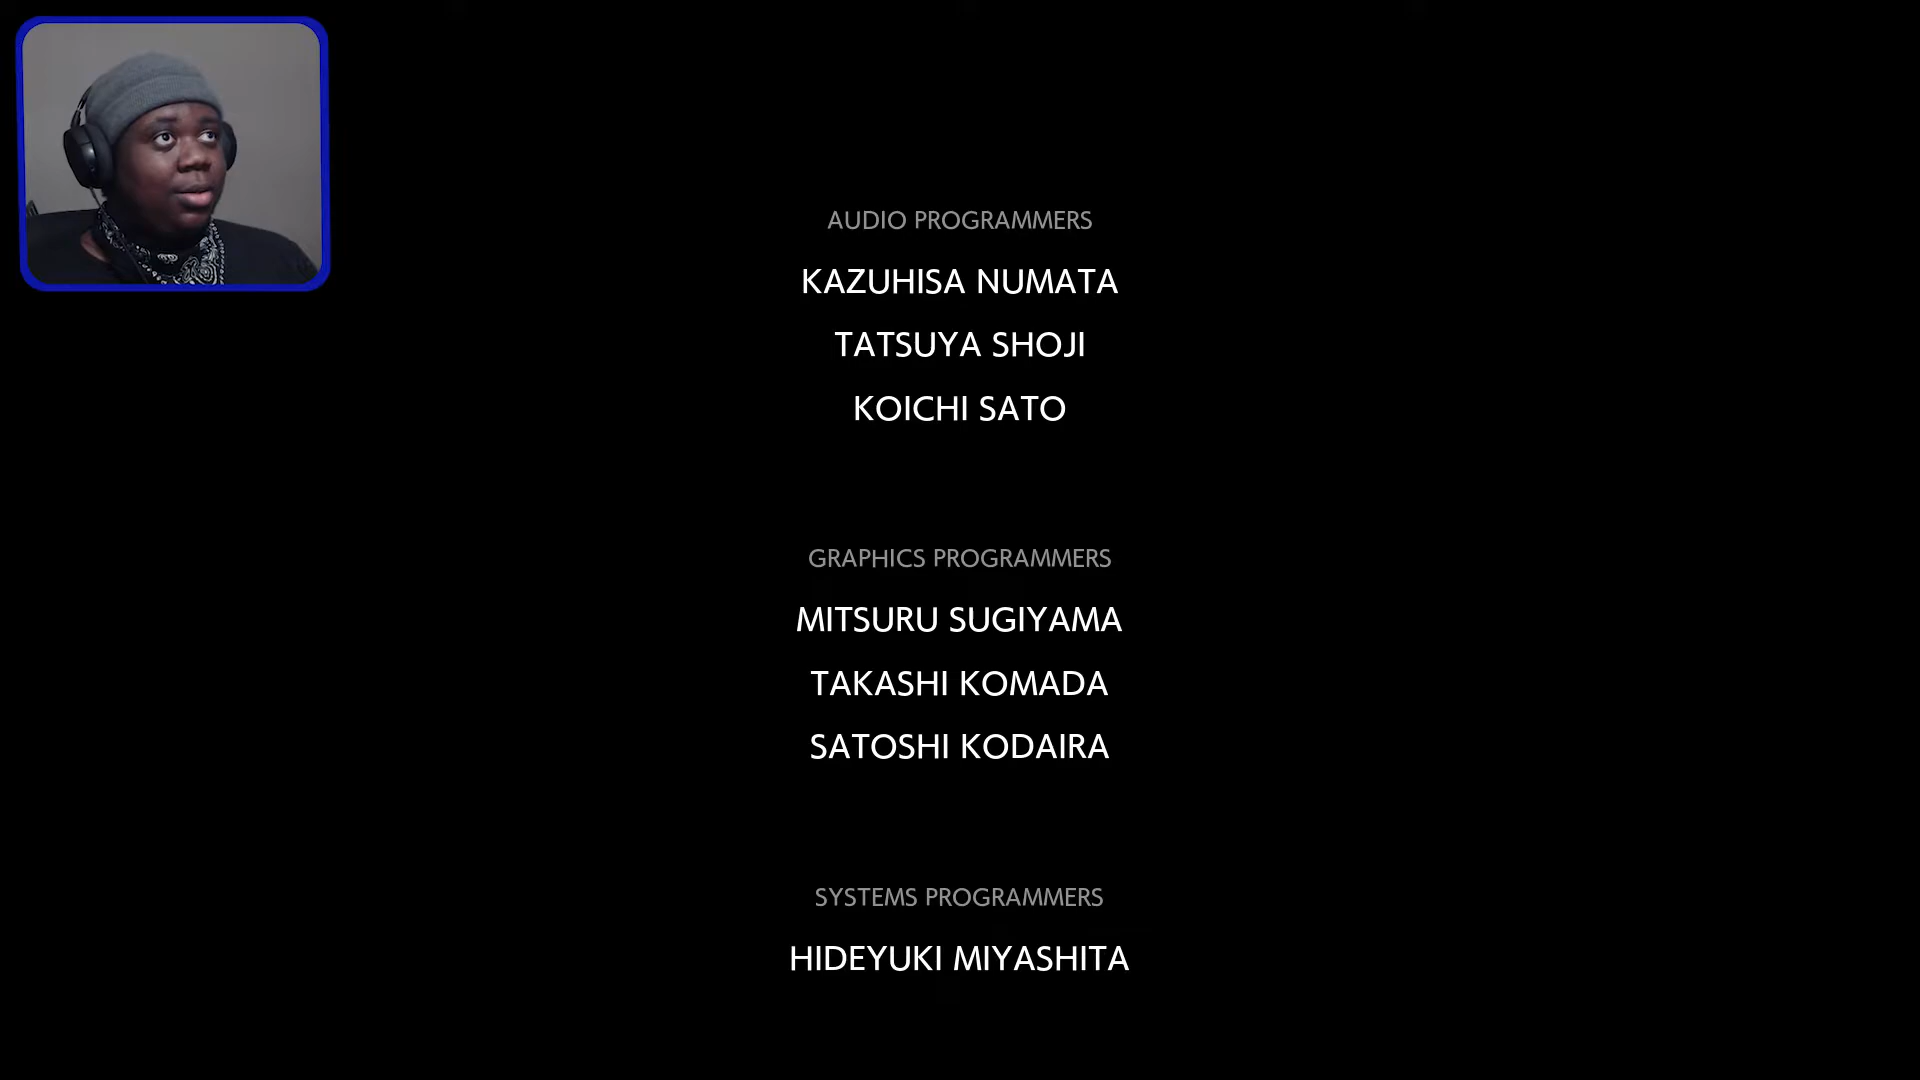 AUDIO PROGRAMMERS
KAZUHISA NUMATA
TATSUYA SHOJI
KOICHI SATO
GRAPHICS PROGRAMMERS
MITSURU SUGIYAMA
TAKASHI KOMADA
SATOSHI KODAIRA
SYSTEMS PROGRAMMERS
HIDEYUKI MIYASHITA